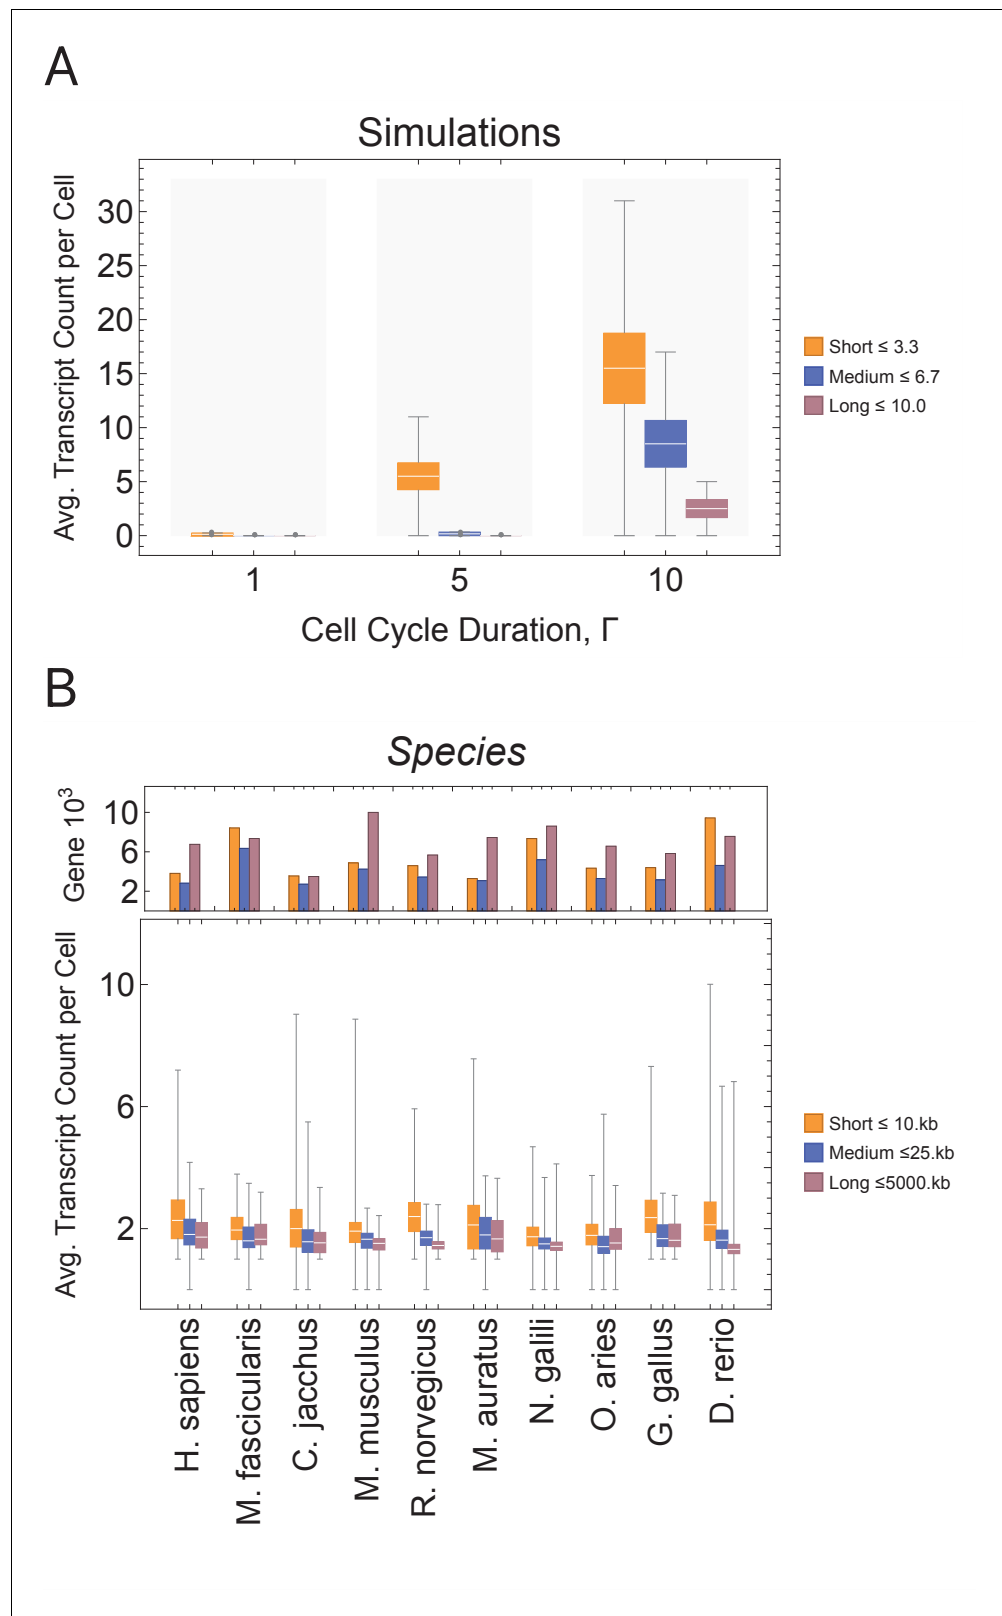 A
Simulations
Avg. Transcript Count per Cell
30
25
20
15
10
5
0
1 5 10
Cell Cycle Duration, Γ
Short ≤ 3.3
Medium ≤ 6.7
Long ≤ 10.0
B
Species
Gene 10³
10
6
2
Avg. Transcript Count per Cell
10
6
2
Short ≤ 10.kb
Medium ≤25.kb
Long ≤5000.kb
H. sapiens
M. fascicularis
C. jacchus
M. musculus
R. norvegicus
M. auratus
N. galili
O. aries
G. gallus
D. rerio